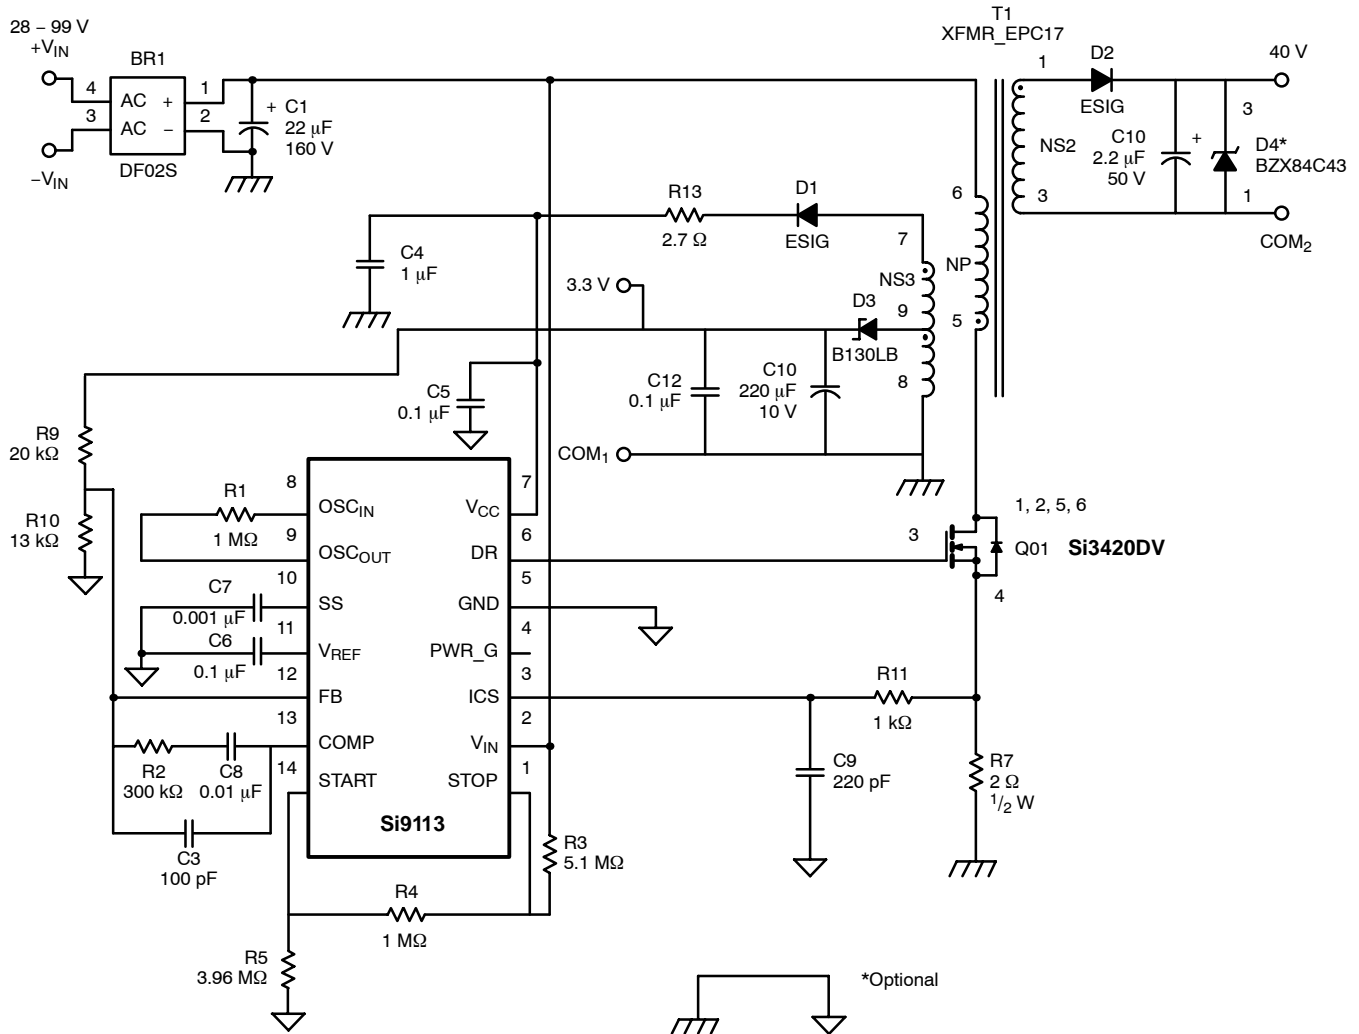 T1
XFMR_EPC17
28 – 99 V
+VIN
BR1
4
AC
+
1
3
AC
–
2
DF02S
–VIN
+
C1
22 μF
160 V
1
D2
ESIG
40 V
NS2
C10
2.2 μF
50 V
+
3
D4*
BZX84C43
1
3
COM2
R13
2.7 Ω
D1
ESIG
7
6
C4
1 μF
NS3
NP
3.3 V
D3
9
5
B130LB
8
C5
0.1 μF
C12
0.1 μF
C10
220 μF
10 V
COM1
R9
20 kΩ
R10
13 kΩ
R1
1 MΩ
8
OSCIN
9
OSCOUT
10
SS
11
VREF
12
FB
13
COMP
14
START
7
VCC
6
DR
5
GND
4
PWR_G
3
ICS
2
VIN
1
STOP
Si9113
C7
0.001 μF
C6
0.1 μF
R2
300 kΩ
C8
0.01 μF
C3
100 pF
1, 2, 5, 6
3
Q01
Si3420DV
4
R11
1 kΩ
C9
220 pF
R7
2 Ω
1/2 W
R3
5.1 MΩ
R4
1 MΩ
R5
3.96 MΩ
*Optional